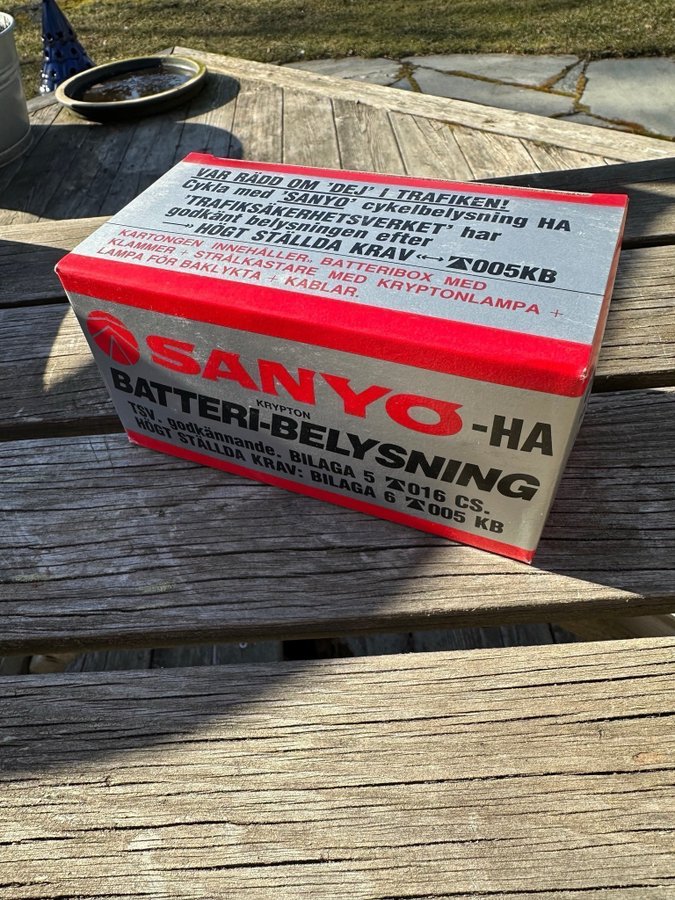 VAR RÄDD OM 'DEJ' I TRAFIKEN!
Cykla med 'SANYO' cykelbelysning HA
'TRAFIKSÄKERHETSVERKET' har
godkänt Belysningen efter
→ HÖGT STÄLLDA KRAV ↔ 005KB
KARTONGEN INNEHÅLLER: BATTERIBOX MED
KLAMMER + STRÅLKASTARE MED KRYPTONLAMPA +
LAMPA FÖR BAKLYKTA + KABLAR.
SANYO-HA
KRYPTON
BATTERI-BELYSNING
TSV. godkännande. BILAGA 5 016 CS.
HÖGT STÄLLDA KRAV: BILAGA 6 005 KB